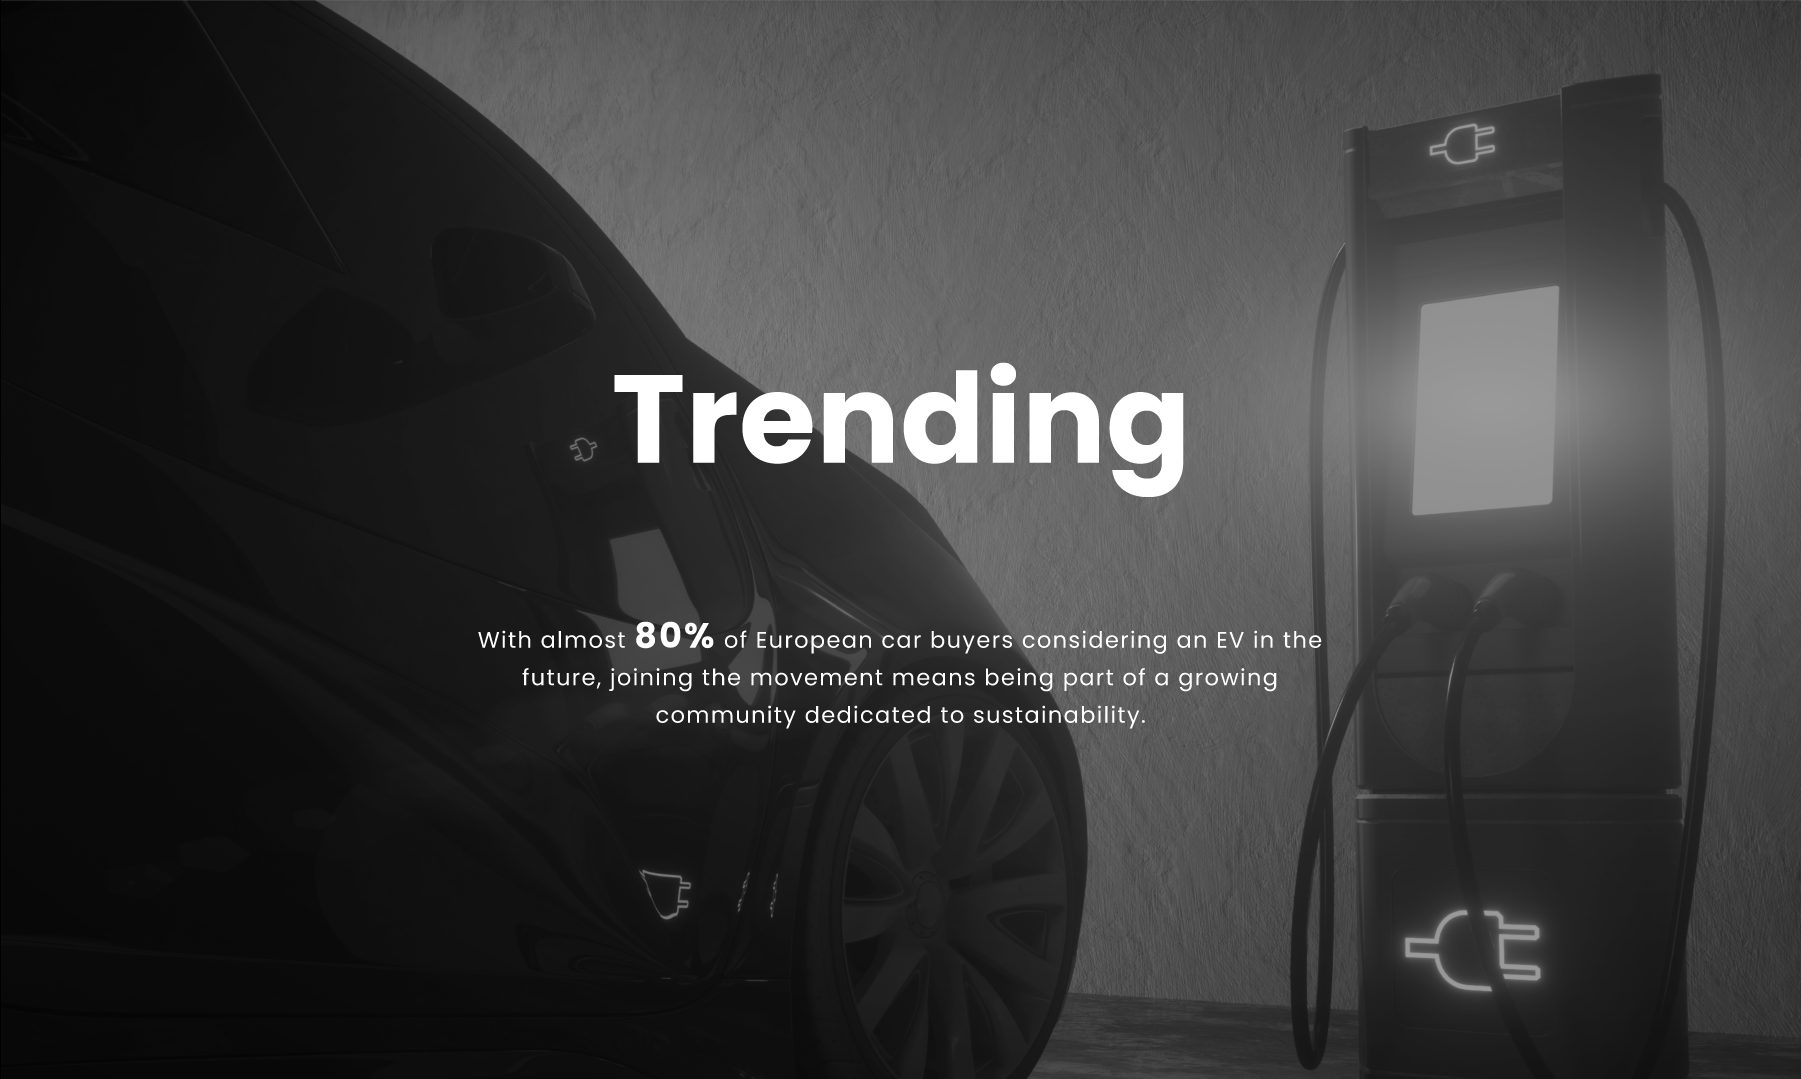 Trending
With almost 80% of European car buyers considering an EV in the
future, joining the movement means being part of a growing
community dedicated to sustainability.